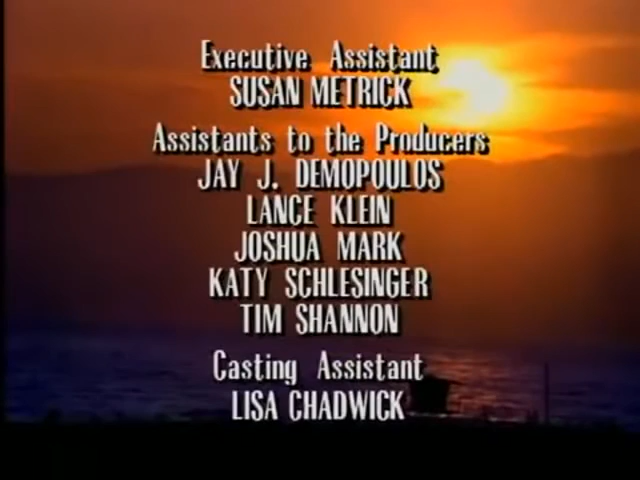 Executive Assistant
SUSAN METRICK
Assistants to the Producers
JAY J. DEMOPOULOS
LANCE KLEIN
JOSHUA MARK
KATY SCHLESINGER
TIM SHANNON
Casting Assistant
LISA CHADWICK